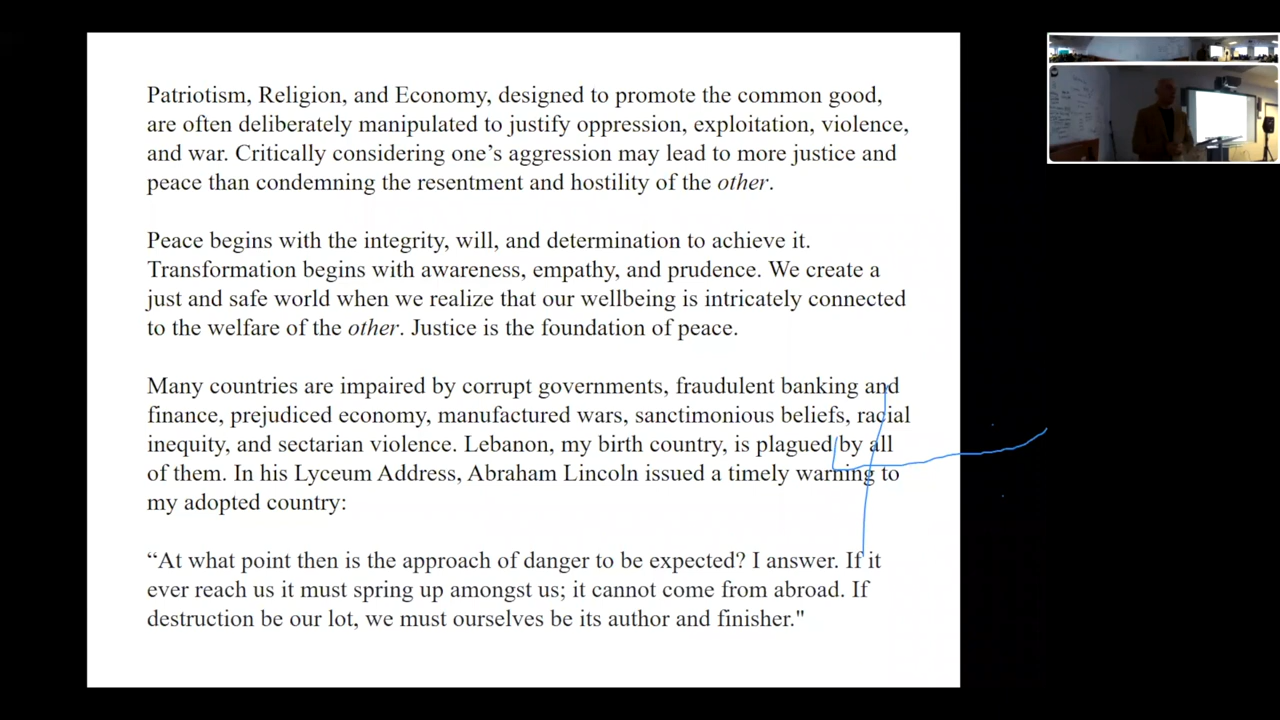 Patriotism, Religion, and Economy, designed to promote the common good,
are often deliberately manipulated to justify oppression, exploitation, violence,
and war. Critically considering one’s aggression may lead to more justice and
peace than condemning the resentment and hostility of the other.
Peace begins with the integrity, will, and determination to achieve it.
Transformation begins with awareness, empathy, and prudence. We create a
just and safe world when we realize that our wellbeing is intricately connected
to the welfare of the other. Justice is the foundation of peace.
Many countries are impaired by corrupt governments, fraudulent banking and
finance, prejudiced economy, manufactured wars, sanctimonious beliefs, racial
inequity, and sectarian violence. Lebanon, my birth country, is plagued by all
of them. In his Lyceum Address, Abraham Lincoln issued a timely warning to
my adopted country:
“At what point then is the approach of danger to be expected? I answer. If it
ever reach us it must spring up amongst us; it cannot come from abroad. If
destruction be our lot, we must ourselves be its author and finisher."